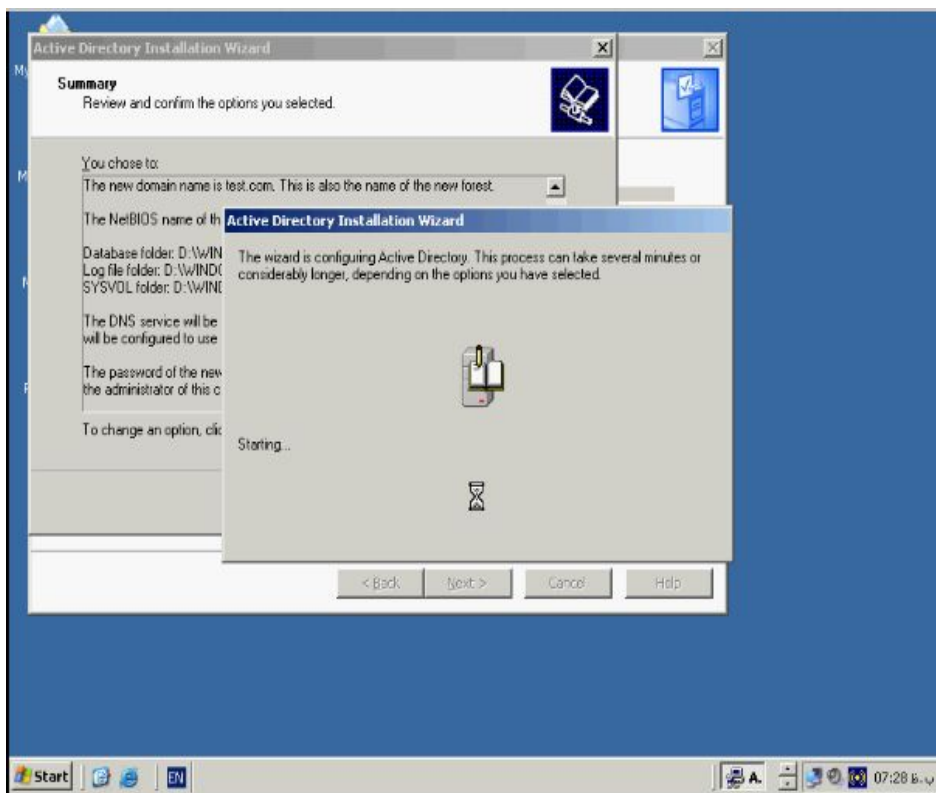 Active Directory Installation Wizard
Summary
Review and confirm the options you selected.
You chose to:
The new domain name is test.com. This is also the name of the new forest.
The NetBIOS name of th
Database folder: D:\WIN
Log file folder: D:\WINDO
SYSVOL folder: D:\WIND
The DNS service will be
will be configured to use
The password of the new
the administrator of this c
To change an option, clic
Active Directory Installation Wizard
The wizard is configuring Active Directory. This process can take several minutes or
considerably longer, depending on the options you have selected.
Starting...
< Back Next > Cancel Help
Start EN A. 07:28 ب.ظ